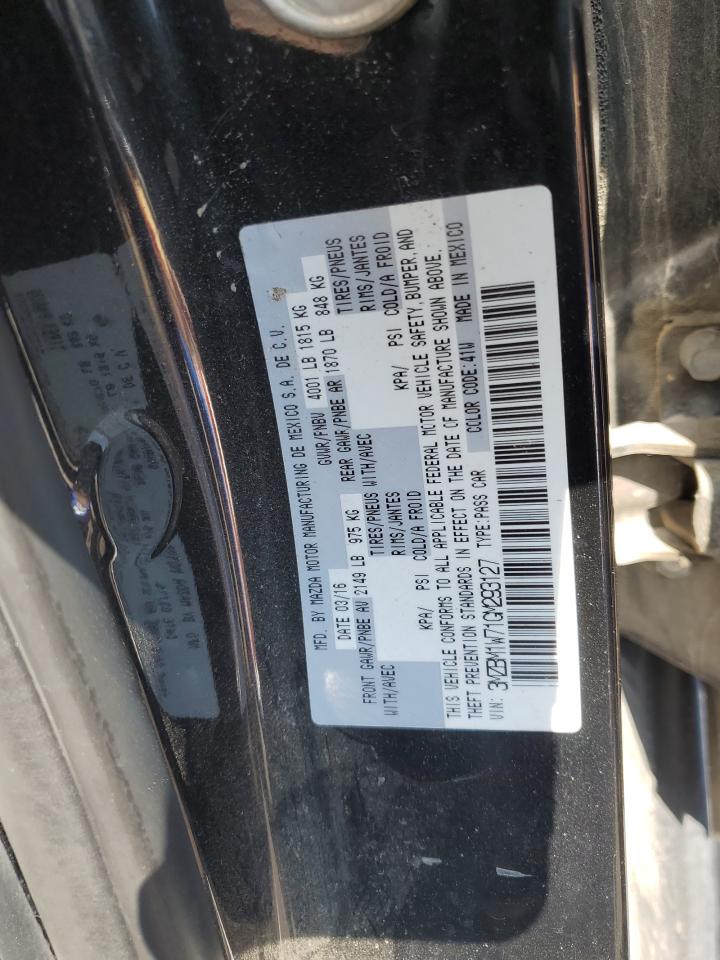 MFD. BY MAZDA MOTOR MANUFACTURING DE MEXICO S.A. DE C.V.
DATE 03/16 GVWR/PNBV 4001 LB 1815 KG
FRONT GAWR/PNBE AV 2149 LB 975 KG REAR GAWR/PNBE AR 1870 LB 848 KG
WITH/AVEC TIRES/PNEUS WITH/AVEC TIRES/PNEUS
RIMS/JANTES RIMS/JANTES
KPA/ PSI COLD/A FROID KPA/ PSI COLD/A FROID
THIS VEHICLE CONFORMS TO ALL APPLICABLE FEDERAL MOTOR VEHICLE SAFETY, BUMPER, AND
THEFT PREVENTION STANDARDS IN EFFECT ON THE DATE OF MANUFACTURE SHOWN ABOVE.
VIN: 3MZBM1W71GM293127 TYPE:PASS CAR COLOR CODE:41W MADE IN MEXICO